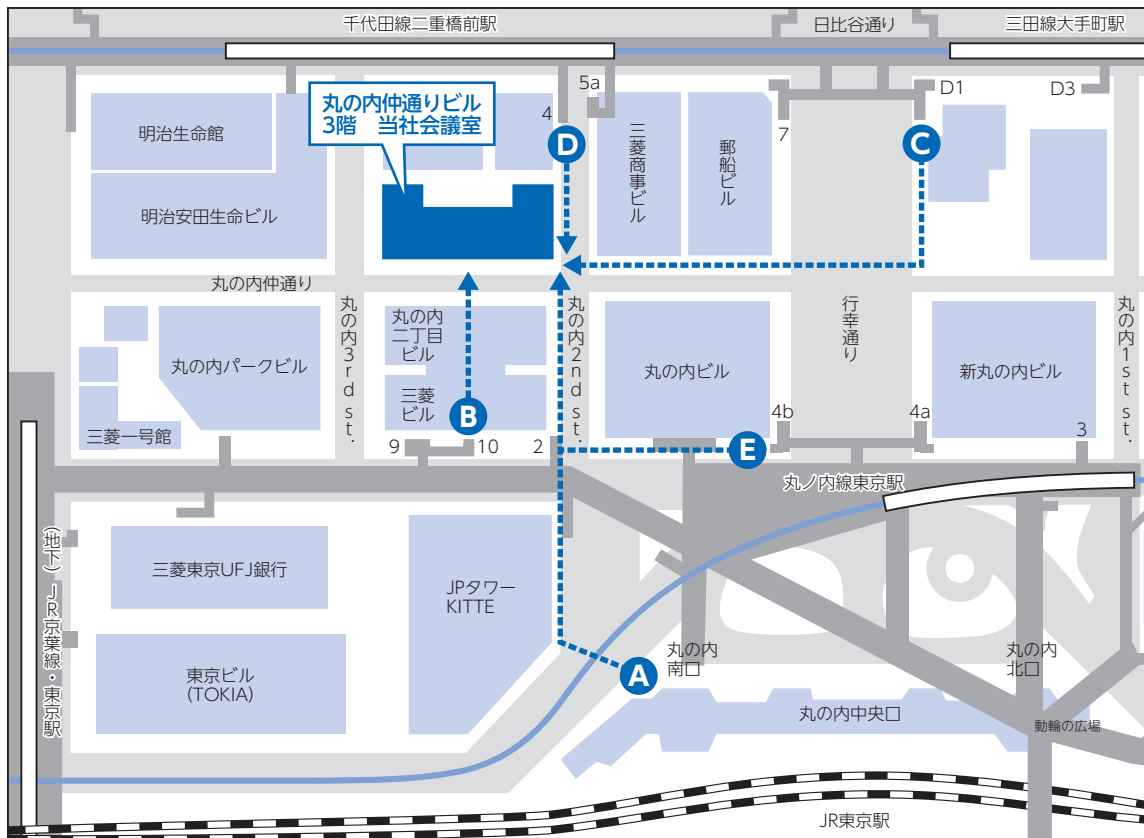 千代田線二重橋前駅
日比谷通り
三田線大手町駅
丸の内仲通りビル
3階 当社会議室
4
5a
7
D1
D3
D
C
明治生命館
三菱商事ビル
郵船ビル
明治安田生命ビル
丸の内仲通り
丸の内3rd st.
丸の内
二丁目
ビル
丸の内2nd st.
行幸通り
丸の内1st st.
丸の内パークビル
丸の内ビル
新丸の内ビル
三菱
ビル
B
三菱一号館
9
10
2
4b
4a
3
E
丸ノ内線東京駅
(地下)JR京葉線・東京駅
三菱東京UFJ銀行
JPタワー
KITTE
東京ビル
(TOKIA)
A
丸の内
南口
丸の内
北口
丸の内中央口
動輪の広場
JR東京駅